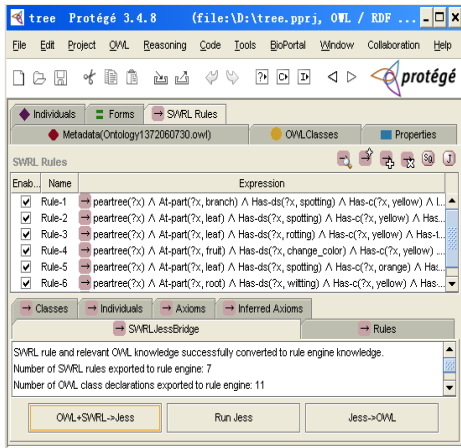 tree Protégé 3.4.8 (file:\D:\tree.pprj, OWL / RDF ...
File Edit Project OWL Reasoning Code Tools BioPortal Window Collaboration Help
protégé
Individuals Forms SWRL Rules
Metadata(Ontology1372060730.owl) OWLClasses Properties
SWRL Rules
Enab... Name Expression
Rule-1 peartree(?x) ∧ At-part(?x, branch) ∧ Has-ds(?x, spotting) ∧ Has-c(?x, yellow) ∧ I...
Rule-2 peartree(?x) ∧ At-part(?x, leaf) ∧ Has-ds(?x, spotting) ∧ Has-c(?x, yellow) ∧ Has...
Rule-3 peartree(?x) ∧ At-part(?x, leaf) ∧ Has-ds(?x, rotting) ∧ Has-c(?x, yellow) ∧ Has-t...
Rule-4 peartree(?x) ∧ At-part(?x, fruit) ∧ Has-ds(?x, change_color) ∧ Has-c(?x, yellow) ...
Rule-5 peartree(?x) ∧ At-part(?x, leaf) ∧ Has-ds(?x, spotting) ∧ Has-c(?x, orange) ∧ Has...
Rule-6 peartree(?x) ∧ At-part(?x, root) ∧ Has-ds(?x, wilting) ∧ Has-c(?x, yellow) ∧ Has...
Classes Individuals Axioms Inferred Axioms
SWRLJessBridge Rules
SWRL rule and relevant OWL knowledge successfully converted to rule engine knowledge.
Number of SWRL rules exported to rule engine: 7
Number of OWL class declarations exported to rule engine: 11
OWL+SWRL->Jess Run Jess Jess->OWL